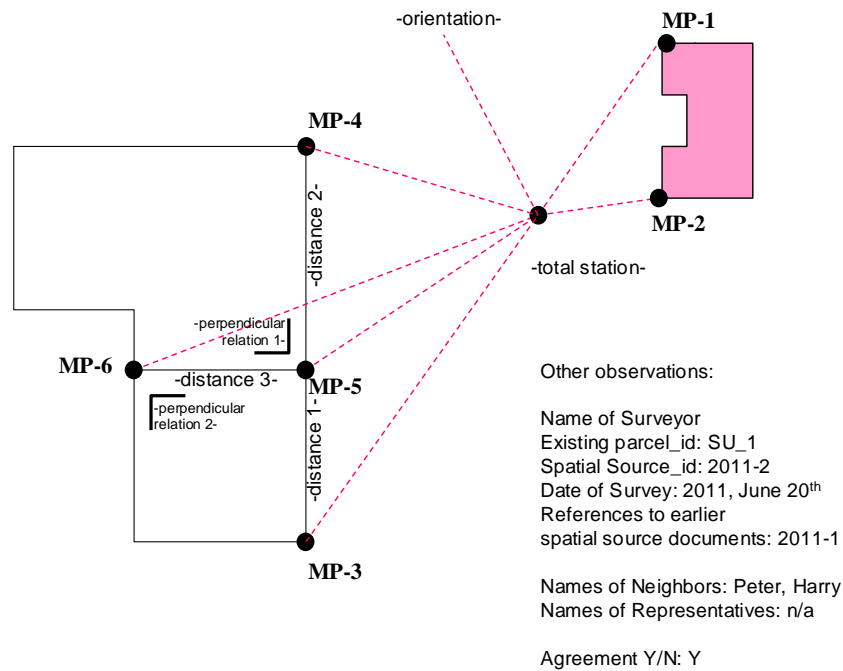 -orientation-
MP-1
MP-4
-distance 2-
MP-2
-total station-
-perpendicular
relation 1-
MP-6
-distance 3-
MP-5
-perpendicular
relation 2-
-distance 1-
MP-3
Other observations:
Name of Surveyor
Existing parcel_id: SU_1
Spatial Source_id: 2011-2
Date of Survey: 2011, June 20th
References to earlier
spatial source documents: 2011-1
Names of Neighbors: Peter, Harry
Names of Representatives: n/a
Agreement Y/N: Y